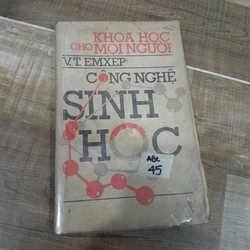 KHOA HỌC
CHO MỌI NGƯỜI
V.T. EMXEP
CÔNG NGHỆ
SINH
HỌC
ABC
45